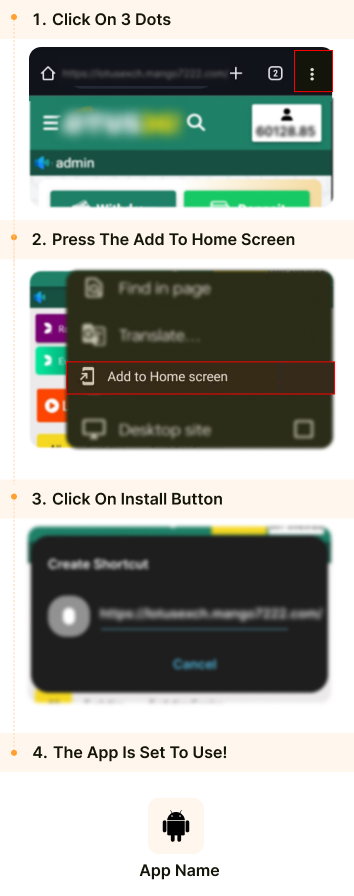 1. Click On 3 Dots
https://lotusexch.mango7222.com/
2
60128.85
admin
2. Press The Add To Home Screen
Find in page
Translate...
Add to Home screen
Desktop site
3. Click On Install Button
Create Shortcut
https://lotusexch.mango7222.com/
Cancel
4. The App Is Set To Use!
App Name